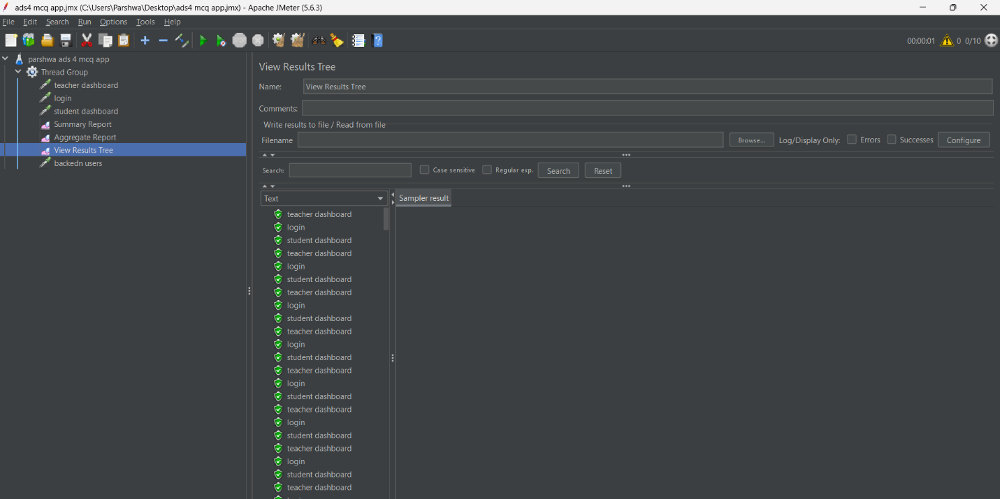 ads4 mcq app.jmx (C:\Users\Parshwa\Desktop\ads4 mcq app.jmx) - Apache JMeter (5.6.3)
File Edit Search Run Options Tools Help
00:00:01 0 0/10
parshwa ads 4 mcq app
Thread Group
teacher dashboard
login
student dashboard
Summary Report
Aggregate Report
View Results Tree
backedn users
View Results Tree
Name: View Results Tree
Comments:
Write results to file / Read from file
Filename Browse... Log/Display Only: Errors Successes Configure
Search: Case sensitive Regular exp. Search Reset
Text
Sampler result
teacher dashboard
login
student dashboard
teacher dashboard
login
student dashboard
teacher dashboard
login
student dashboard
teacher dashboard
login
student dashboard
teacher dashboard
login
student dashboard
teacher dashboard
login
student dashboard
teacher dashboard
login
student dashboard
teacher dashboard